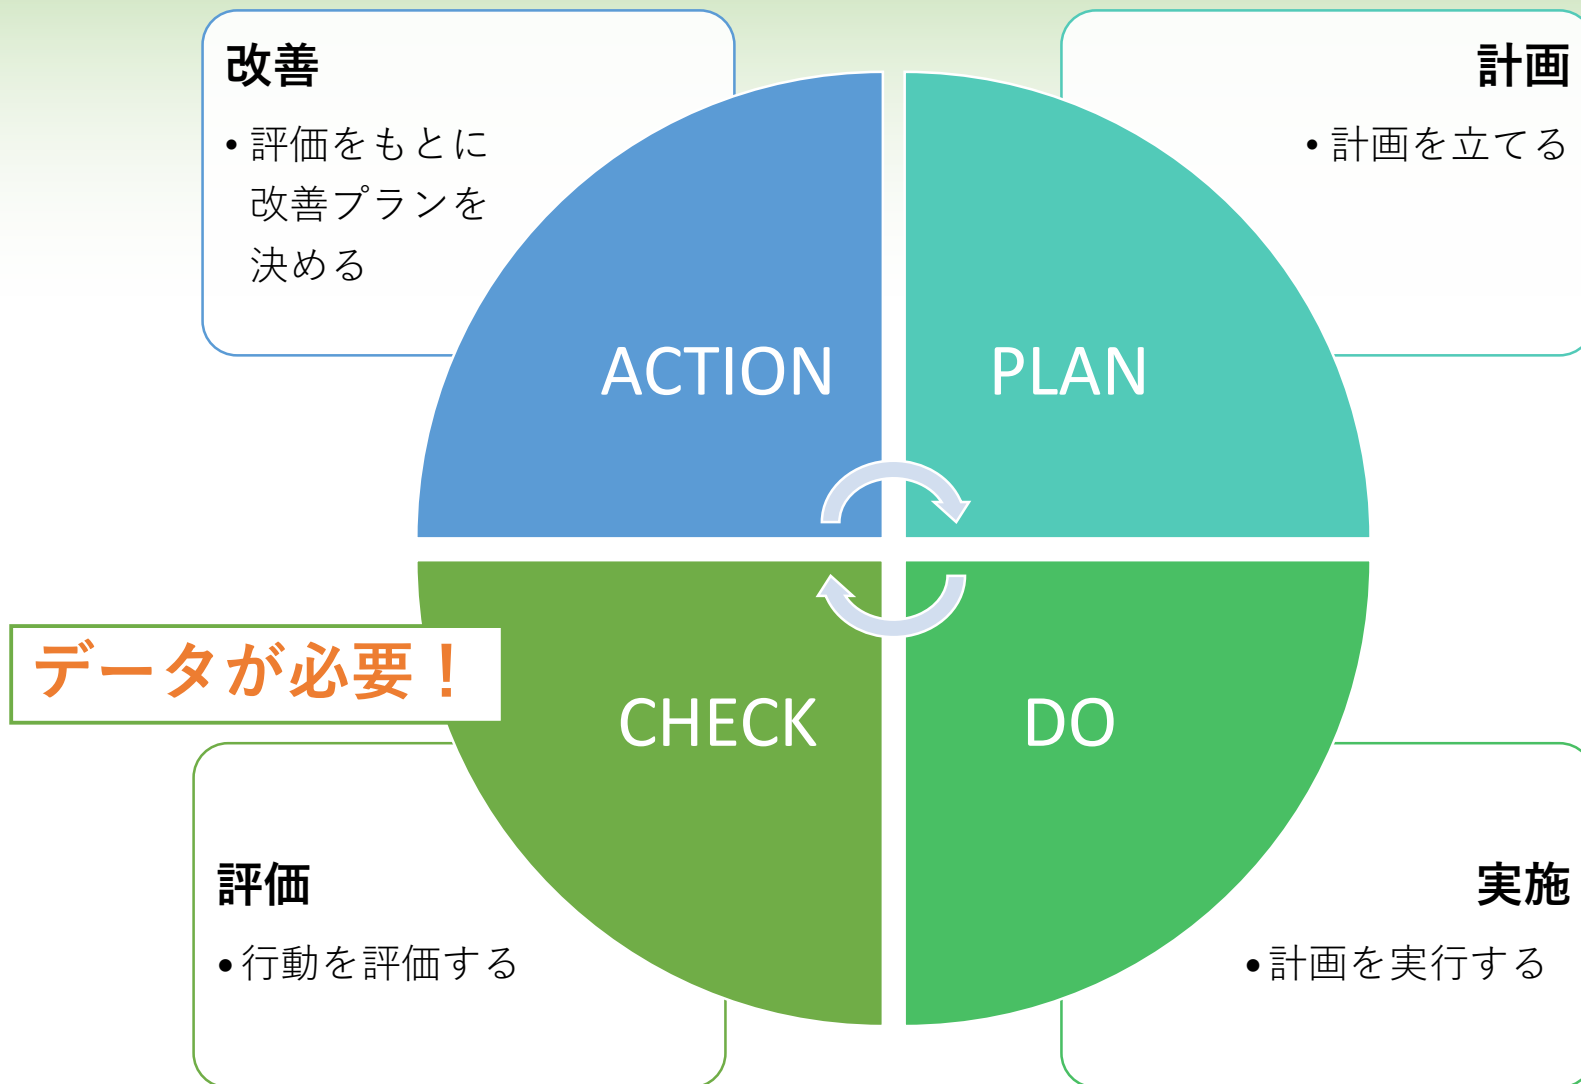 改善
• 評価をもとに
改善プランを
決める
計画
• 計画を立てる
ACTION
PLAN
データが必要！
CHECK
DO
評価
• 行動を評価する
実施
• 計画を実行する